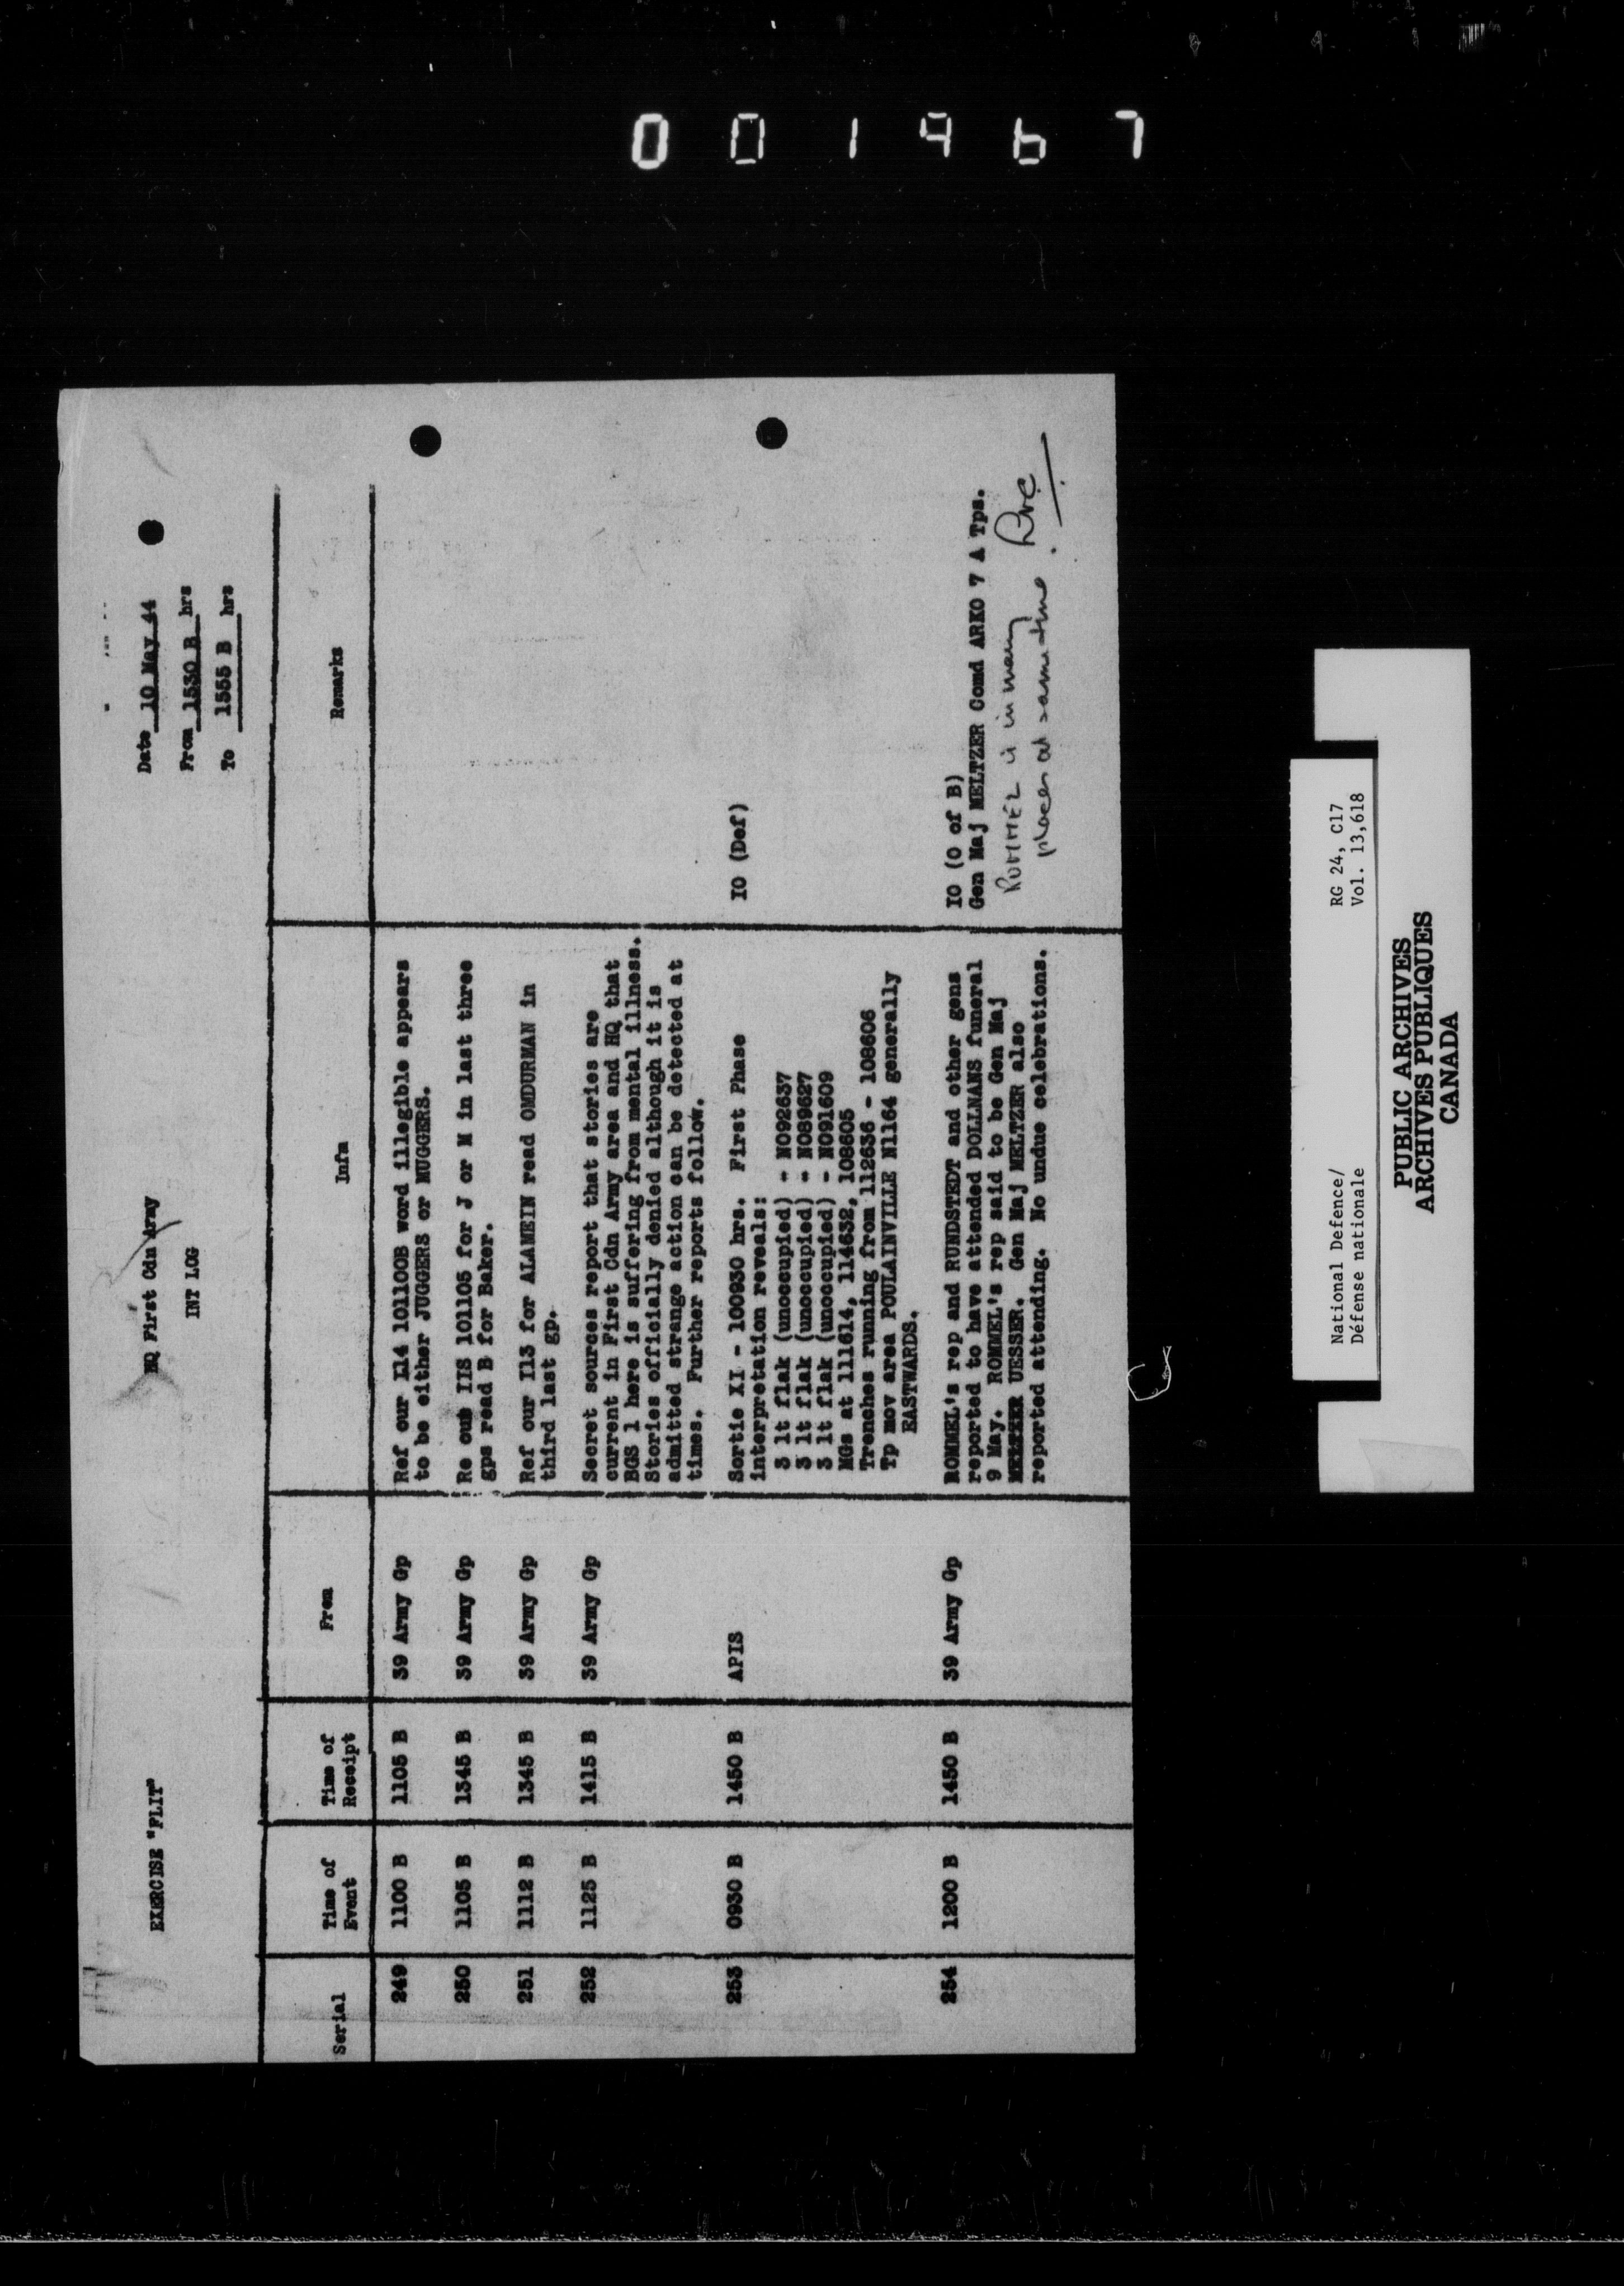 001467
EXERCISE "FLIT"
HQ First Cdn Army
INT LOG
Date 10 May 44
From 1530 B hrs
To 1555 B hrs
Serial
Time of
Event
Time of
Receipt
From
Infm
Remarks
249
1100 B
1105 B
39 Army Gp
Ref our I14 101100B word illegible appears
to be either JUGGERS or MUGGERS.
250
1105 B
1345 B
39 Army Gp
Re our IIS 101105 for J or M in last three
gps read B for Baker.
251
1112 B
1345 B
39 Army Gp
Ref our I13 for ALAMEIN read OMDURMAN in
third last gp.
252
1125 B
1415 B
39 Army Gp
Secret sources report that stories are
current in First Cdn Army area and HQ that
BGS 1 here is suffering from mental illness.
Stories officially denied although it is
admitted strange action can be detected at
times. Further reports follow.
253
0930 B
1450 B
APIS
Sortie XI - 100930 hrs. First Phase
interpretation reveals:
3 lt flak (unoccupied) - N092637
3 lt flak (unoccupied) - N089627
3 lt flak (unoccupied) - N091609
MGs at 111614, 114632, 108605
Trenches running from 112636 - 108606
Tp mov area POULAINVILLE N1164 generally
EASTWARDS.
IO (Def)
254
1200 B
1450 B
39 Army Gp
ROMMEL's rep and RUNDSTEDT and other gens
reported to have attended DOLLMANS funeral
9 May. ROMMEL's rep said to be Gen Maj
MELTZER UESSER. Gen Maj MELTZER also
reported attending. No undue celebrations.
IO (O of B)
Gen Maj MELTZER Comd ARKO 7 A Tps.
ROMMEL is in many
places at same time.
National Defence/
Défense nationale
RG 24, C17
Vol. 13,618
PUBLIC ARCHIVES
ARCHIVES PUBLIQUES
CANADA